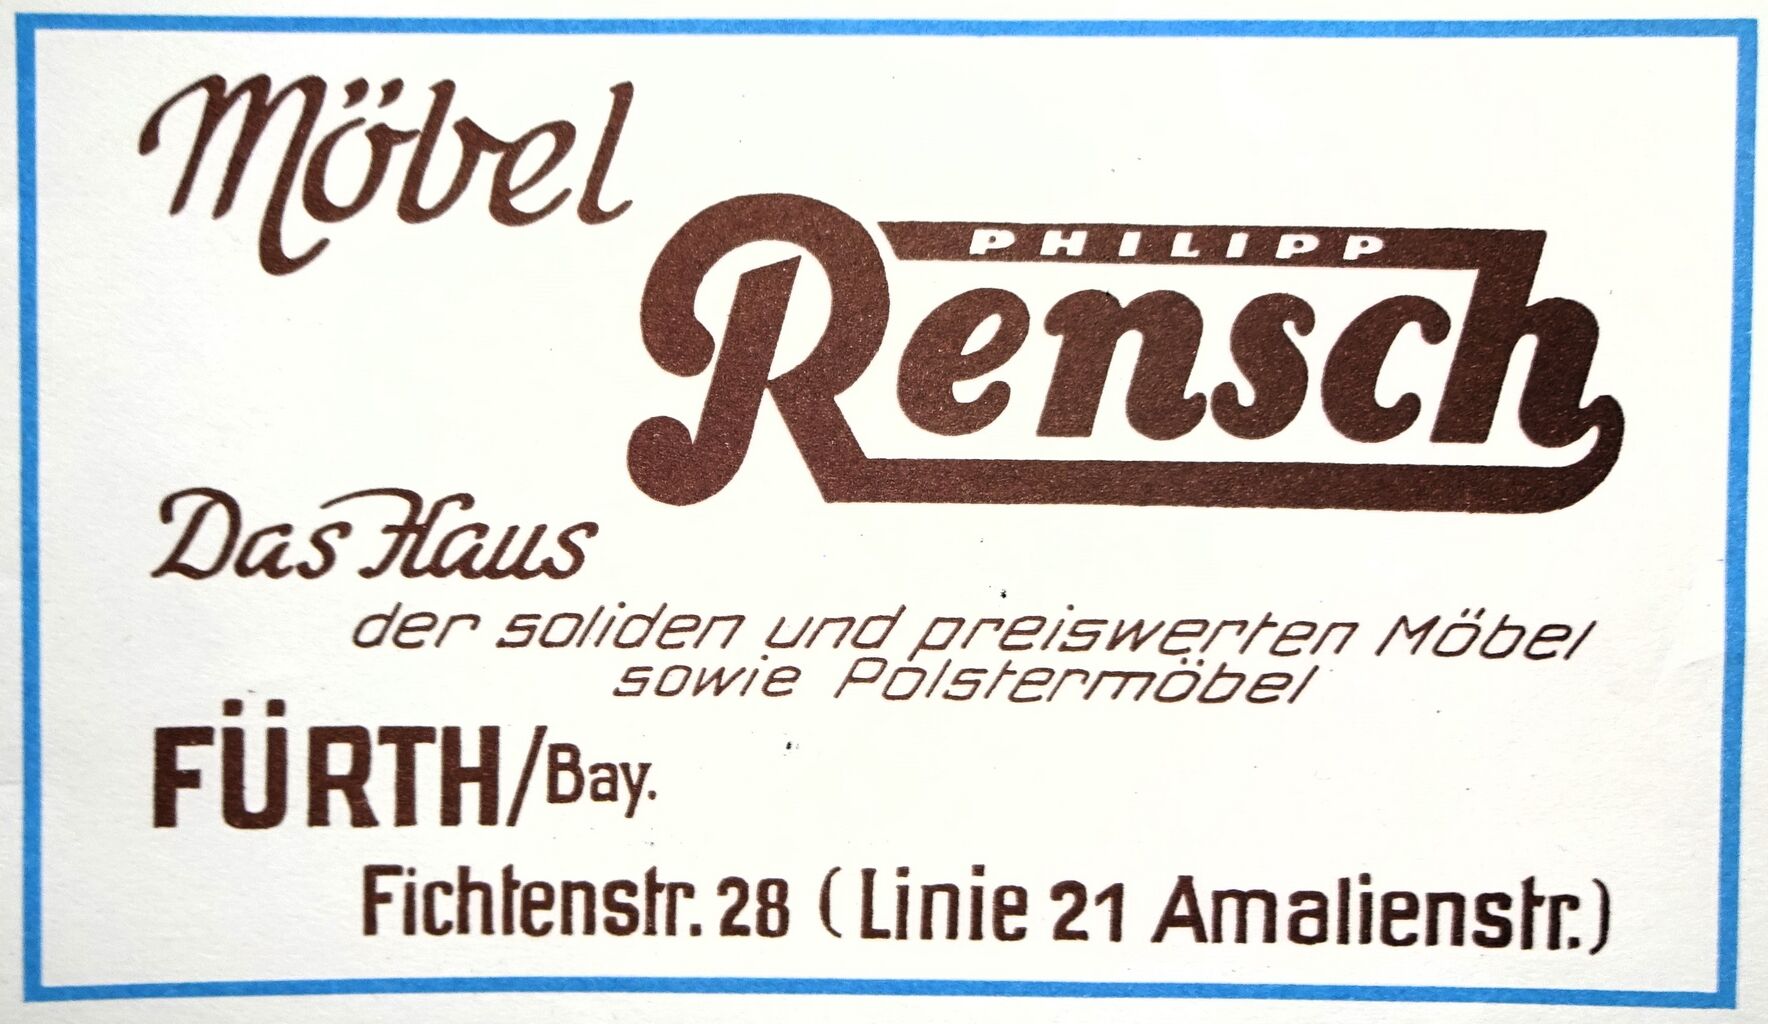 Möbel
PHILIPP
Rensch
Das Haus
der soliden und preiswerten Möbel
sowie Polstermöbel
FÜRTH/Bay.
Fichtenstr. 28 (Linie 21 Amalienstr.)